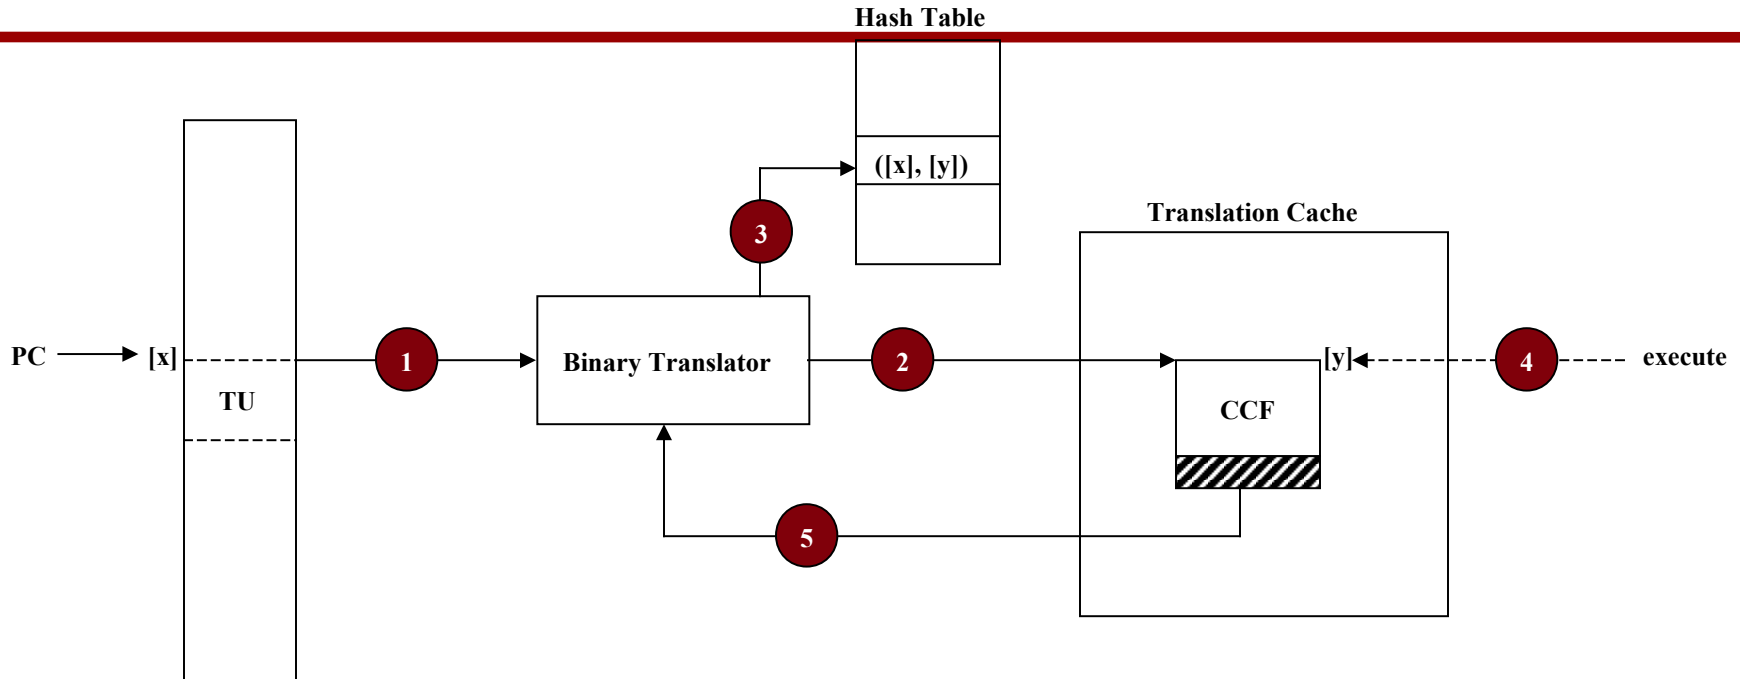 Hash Table
([x], [y])
3
Translation Cache
PC
[x]
1
Binary Translator
2
[y]
4
execute
TU
CCF
5